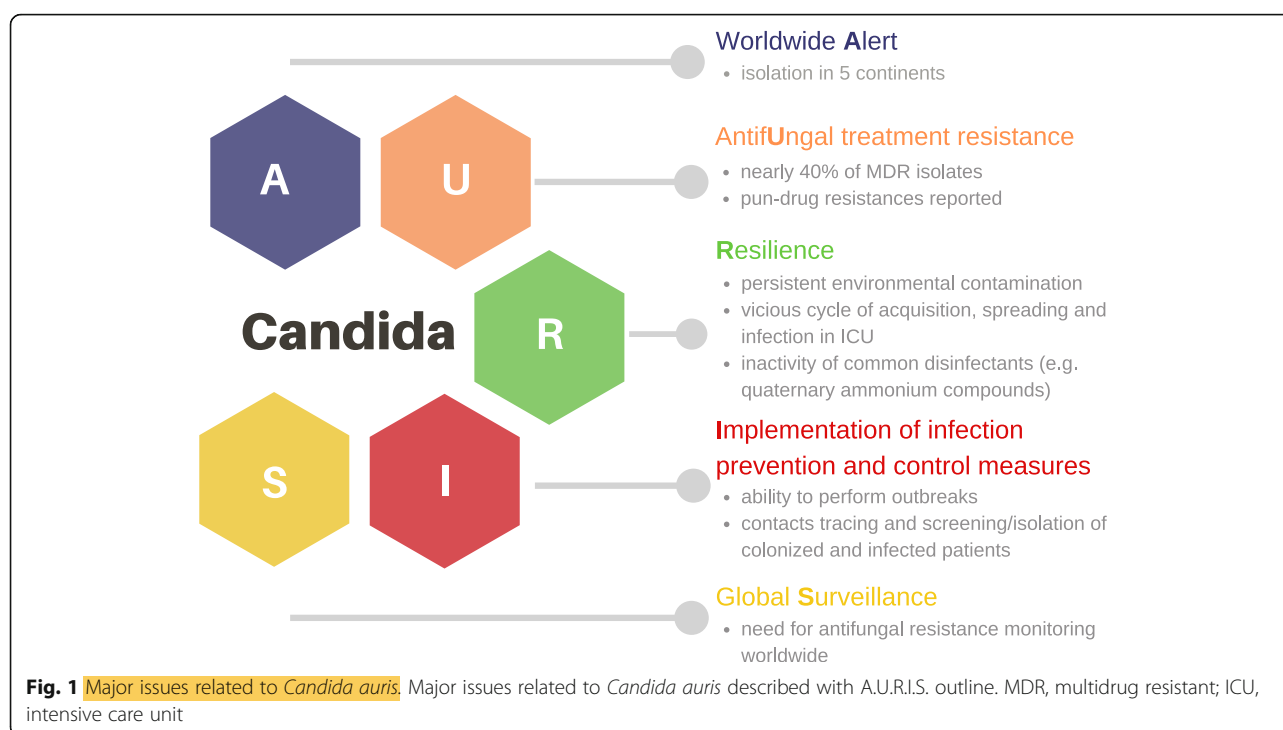 Worldwide Alert
• isolation in 5 continents
A
U
AntifUngal treatment resistance
• nearly 40% of MDR isolates
• pun-drug resistances reported
Candida
R
Resilience
• persistent environmental contamination
• vicious cycle of acquisition, spreading and
infection in ICU
• inactivity of common disinfectants (e.g.
quaternary ammonium compounds)
S
I
Implementation of infection
prevention and control measures
• ability to perform outbreaks
• contacts tracing and screening/isolation of
colonized and infected patients
Global Surveillance
• need for antifungal resistance monitoring
worldwide
Fig. 1 Major issues related to Candida auris. Major issues related to Candida auris described with A.U.R.I.S. outline. MDR, multidrug resistant; ICU,
intensive care unit